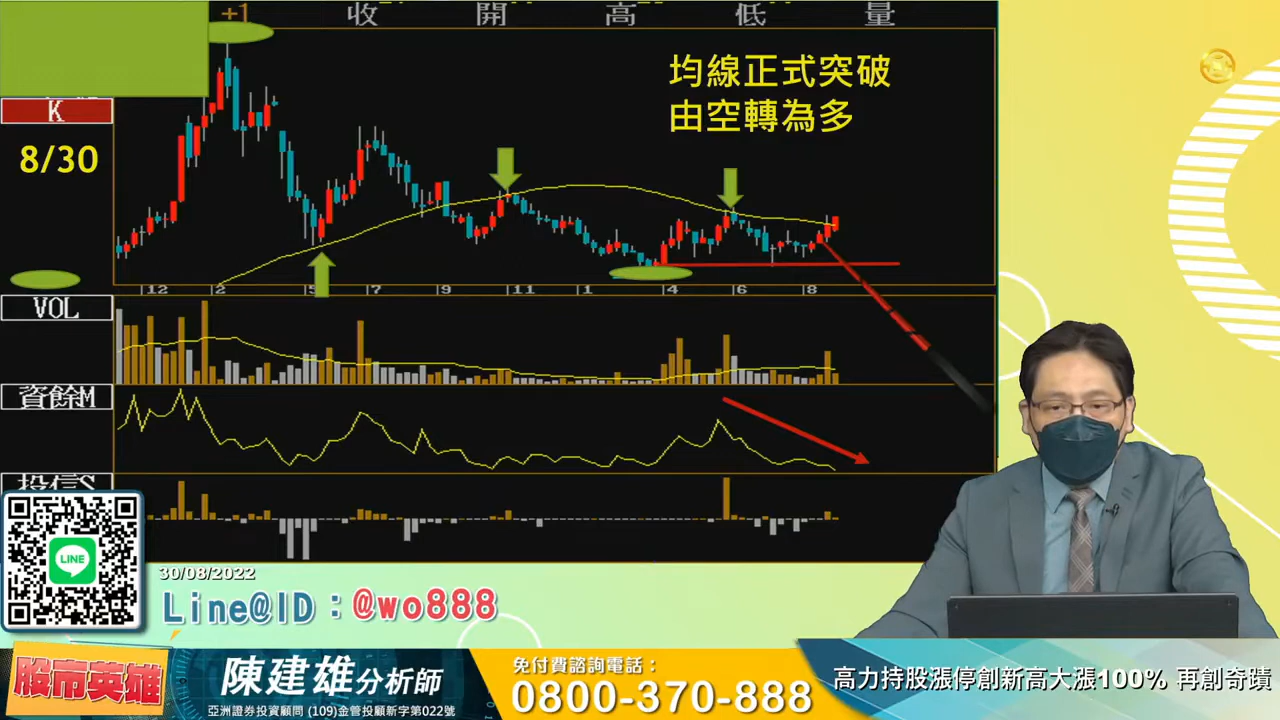 +1 收 開 高 低 量
均線正式突破
由空轉為多
K
8/30
12 2 5 7 9 11 1 4 6 8
VOL
資餘M
投信S
LINE
30/08/2022
Line@ID：@wo888
股市英雄
陳建雄分析師
亞洲證券投資顧問 (109)金管投顧新字第022號
免付費諮詢電話：
0800-370-888
高力持股漲停創新高大漲100% 再創奇蹟